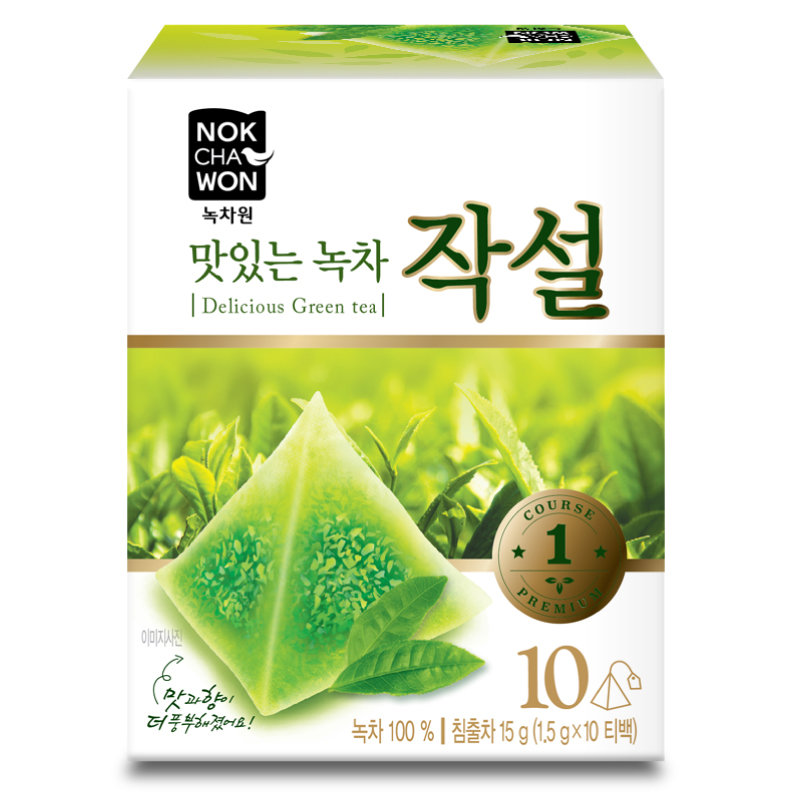 NOK
CHA
WON
녹차원
맛있는 녹차 작설
Delicious Green tea
이미지사진
맛과향이
더 풍부해졌어요!
COURSE
1
PREMIUM
10
녹차 100 % | 침출차 15 g (1.5 g×10 티백)